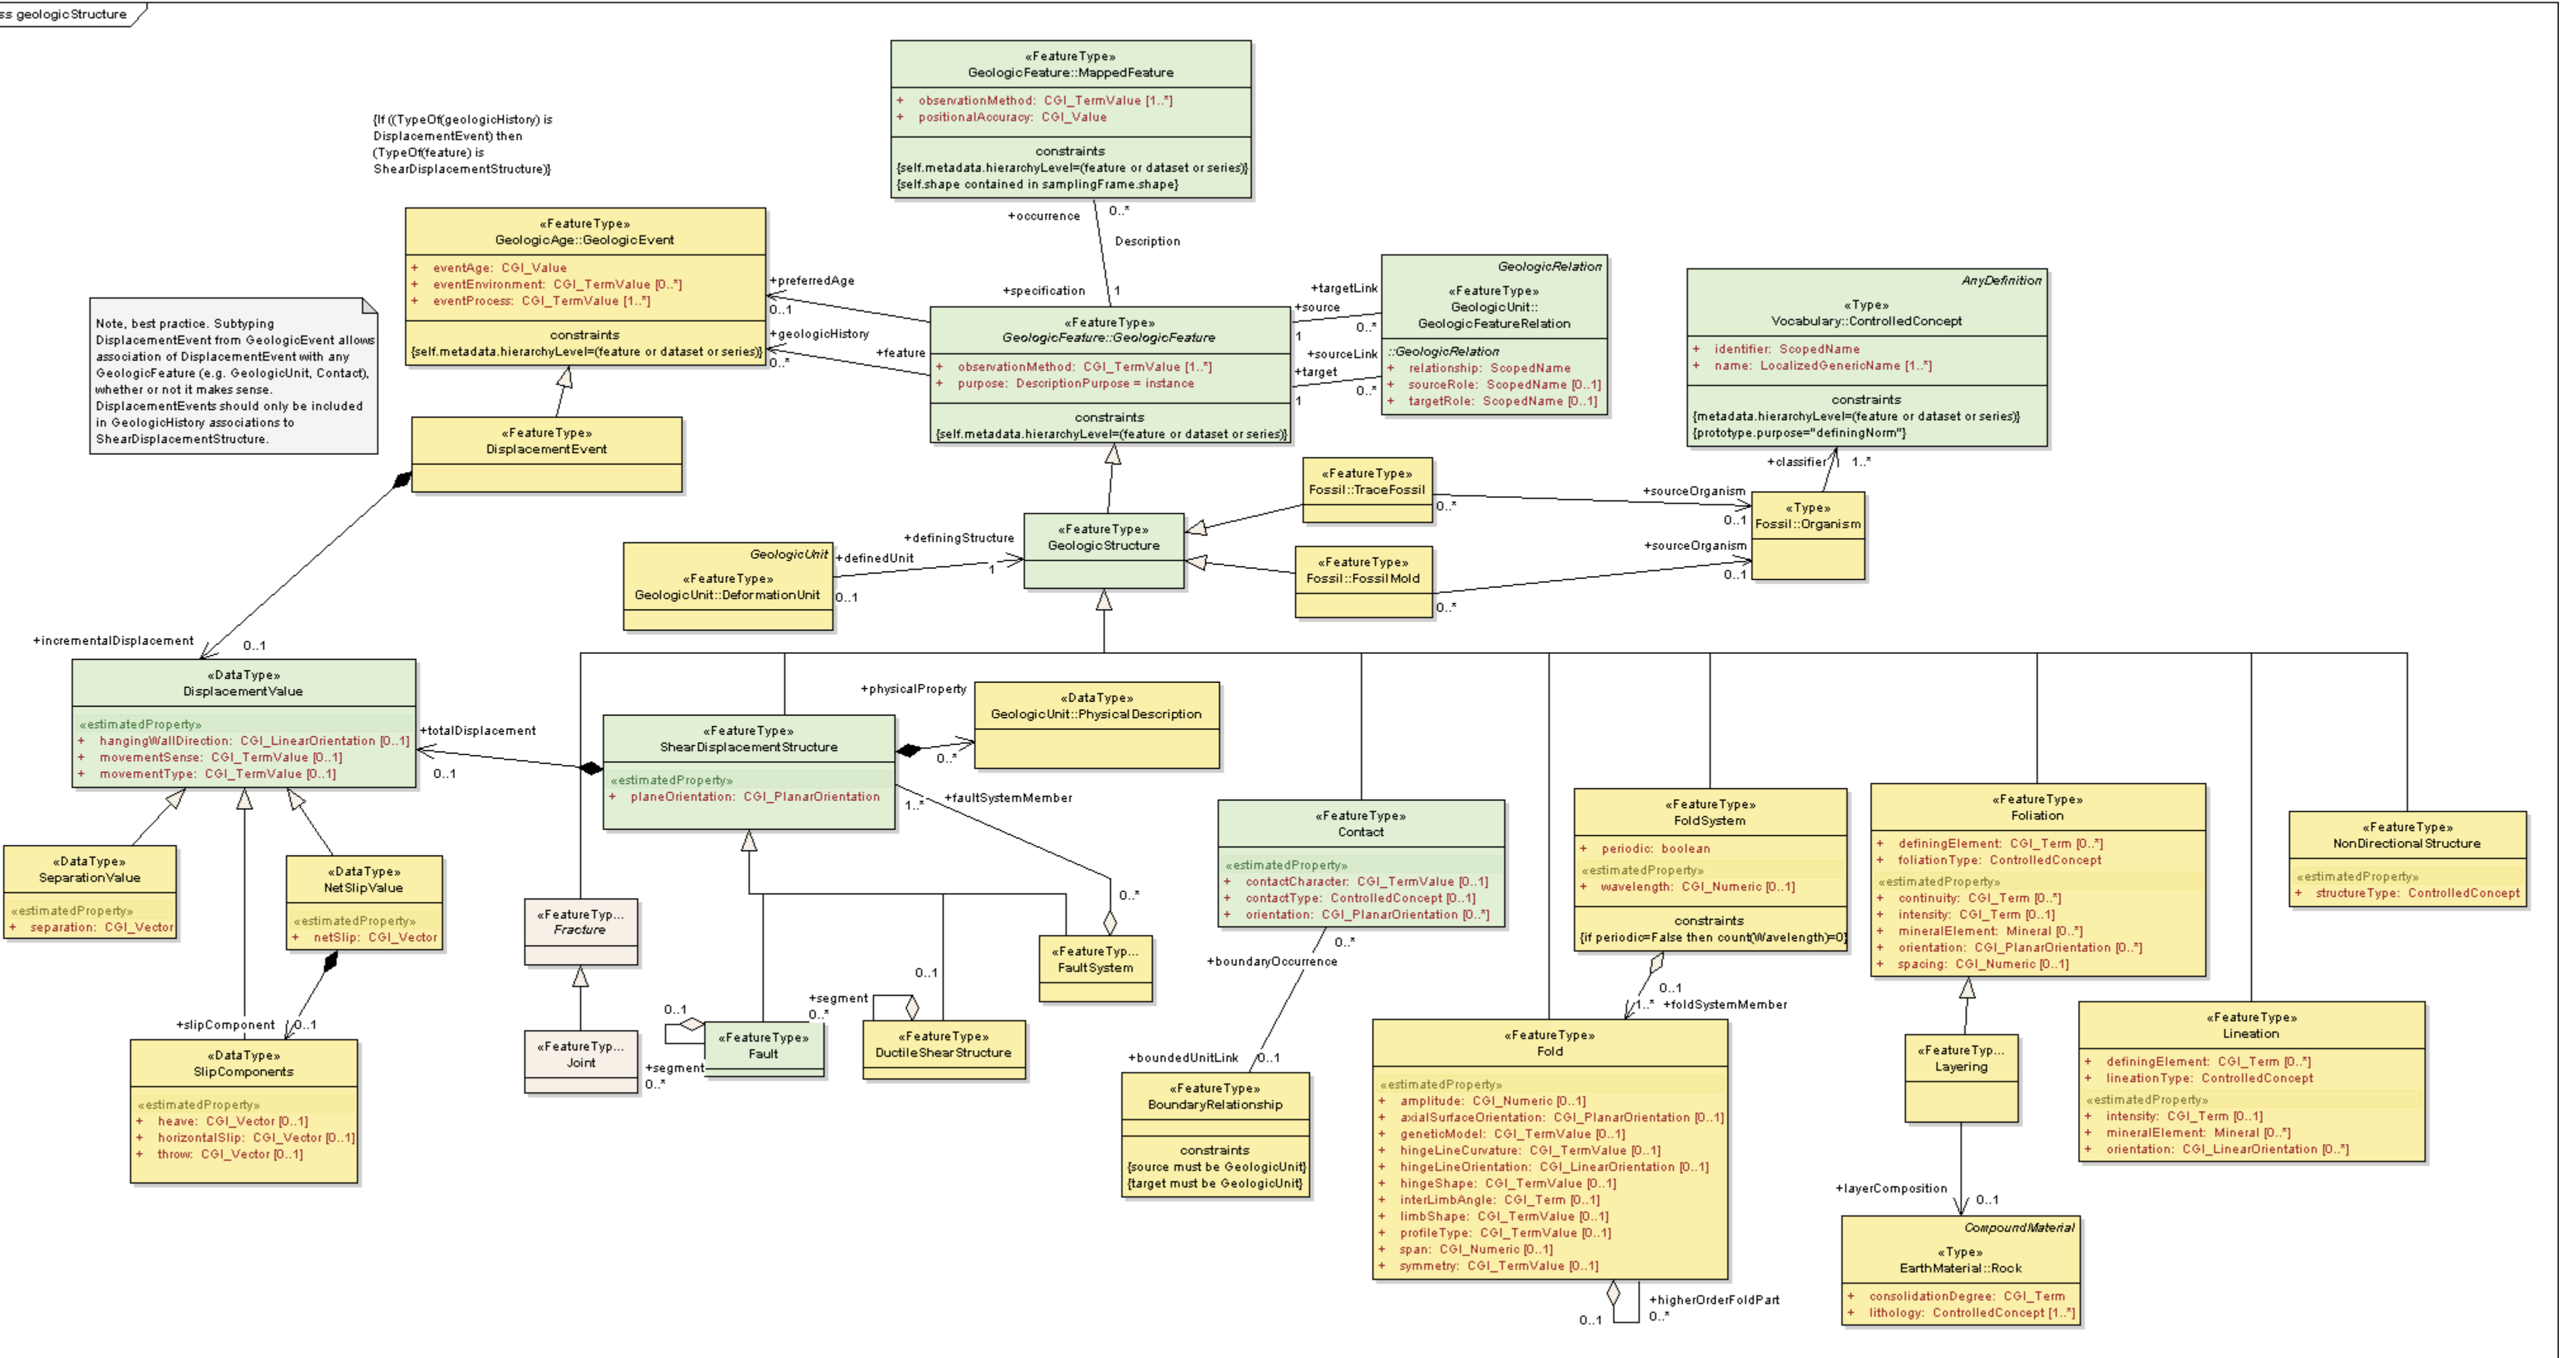 ss geologicStructure
«FeatureType»
GeologicFeature::MappedFeature
+ observationMethod: CGI_TermValue [1..*]
+ positionalAccuracy: CGI_Value
constraints
{self.metadata.hierarchyLevel=(feature or dataset or series)}
{self.shape contained in samplingFrame.shape}
{If ((TypeOf(geologicHistory) is
DisplacementEvent) then
(TypeOf(feature) is
ShearDisplacementStructure)}
+occurrence
0..*
Description
+specification
1
«FeatureType»
GeologicAge::GeologicEvent
+ eventAge: CGI_Value
+ eventEnvironment: CGI_TermValue [0..*]
+ eventProcess: CGI_TermValue [1..*]
constraints
{self.metadata.hierarchyLevel=(feature or dataset or series)}
+preferredAge
0..1
+geologicHistory
0..*
+feature
«FeatureType»
GeologicFeature::GeologicFeature
+ observationMethod: CGI_TermValue [1..*]
+ purpose: DescriptionPurpose = instance
constraints
{self.metadata.hierarchyLevel=(feature or dataset or series)}
+targetLink
+source
0..*
1
+sourceLink
+target
0..*
1
GeologicRelation
«FeatureType»
GeologicUnit::
GeologicFeatureRelation
::GeologicRelation
+ relationship: ScopedName
+ sourceRole: ScopedName [0..1]
+ targetRole: ScopedName [0..1]
AnyDefinition
«Type»
Vocabulary::ControlledConcept
+ identifier: ScopedName
+ name: LocalizedGenericName [1..*]
constraints
{metadata.hierarchyLevel=(feature or dataset or series)}
{prototype.purpose="definingNorm"}
Note, best practice. Subtyping
DisplacementEvent from GeologicEvent allows
association of DisplacementEvent with any
GeologicFeature (e.g. GeologicUnit, Contact),
whether or not it makes sense.
DisplacementEvents should only be included
in GeologicHistory associations to
ShearDisplacementStructure.
«FeatureType»
DisplacementEvent
+classifier
1..*
«FeatureType»
Fossil::TraceFossil
0..*
+sourceOrganism
0..1
«Type»
Fossil::Organism
«FeatureType»
GeologicStructure
+definingStructure
1
+definedUnit
0..1
GeologicUnit
«FeatureType»
GeologicUnit::DeformationUnit
«FeatureType»
Fossil::FossilMold
0..*
+sourceOrganism
0..1
+incrementalDisplacement
0..1
«DataType»
DisplacementValue
«estimatedProperty»
+ hangingWallDirection: CGI_LinearOrientation [0..1]
+ movementSense: CGI_TermValue [0..1]
+ movementType: CGI_TermValue [0..1]
+totalDisplacement
0..1
«FeatureType»
ShearDisplacementStructure
«estimatedProperty»
+ planeOrientation: CGI_PlanarOrientation
+physicalProperty
0..*
«DataType»
GeologicUnit::PhysicalDescription
1..*
+faultSystemMember
0..*
«DataType»
SeparationValue
«estimatedProperty»
+ separation: CGI_Vector
«DataType»
NetSlipValue
«estimatedProperty»
+ netSlip: CGI_Vector
+slipComponent
0..1
«DataType»
SlipComponents
«estimatedProperty»
+ heave: CGI_Vector [0..1]
+ horizontalSlip: CGI_Vector [0..1]
+ throw: CGI_Vector [0..1]
«FeatureTyp...
Fracture
«FeatureTyp...
Joint
0..1
«FeatureType»
Fault
+segment
0..*
0..1
+segment
0..*
«FeatureType»
DuctileShearStructure
«FeatureTyp...
FaultSystem
«FeatureType»
Contact
«estimatedProperty»
+ contactCharacter: CGI_TermValue [0..1]
+ contactType: ControlledConcept [0..1]
+ orientation: CGI_PlanarOrientation [0..*]
0..*
+boundaryOccurrence
+boundedUnitLink
0..1
«FeatureType»
BoundaryRelationship
constraints
{source must be GeologicUnit}
{target must be GeologicUnit}
«FeatureType»
FoldSystem
+ periodic: boolean
«estimatedProperty»
+ wavelength: CGI_Numeric [0..1]
constraints
{if periodic=False then count(Wavelength)=0}
0..1
1..*
+foldSystemMember
«FeatureType»
Fold
«estimatedProperty»
+ amplitude: CGI_Numeric [0..1]
+ axialSurfaceOrientation: CGI_PlanarOrientation [0..1]
+ geneticModel: CGI_TermValue [0..1]
+ hingeLineCurvature: CGI_TermValue [0..1]
+ hingeLineOrientation: CGI_LinearOrientation [0..1]
+ hingeShape: CGI_TermValue [0..1]
+ interLimbAngle: CGI_Term [0..1]
+ limbShape: CGI_TermValue [0..1]
+ profileType: CGI_TermValue [0..1]
+ span: CGI_Numeric [0..1]
+ symmetry: CGI_TermValue [0..1]
0..1
+higherOrderFoldPart
0..*
«FeatureType»
Foliation
+ definingElement: CGI_Term [0..*]
+ foliationType: ControlledConcept
«estimatedProperty»
+ continuity: CGI_Term [0..*]
+ intensity: CGI_Term [0..1]
+ mineralElement: Mineral [0..*]
+ orientation: CGI_PlanarOrientation [0..*]
+ spacing: CGI_Numeric [0..1]
«FeatureTyp...
Layering
+layerComposition
0..1
CompoundMaterial
«Type»
EarthMaterial::Rock
+ consolidationDegree: CGI_Term
+ lithology: ControlledConcept [1..*]
«FeatureType»
NonDirectionalStructure
«estimatedProperty»
+ structureType: ControlledConcept
«FeatureType»
Lineation
+ definingElement: CGI_Term [0..*]
+ lineationType: ControlledConcept
«estimatedProperty»
+ intensity: CGI_Term [0..1]
+ mineralElement: Mineral [0..*]
+ orientation: CGI_LinearOrientation [0..*]